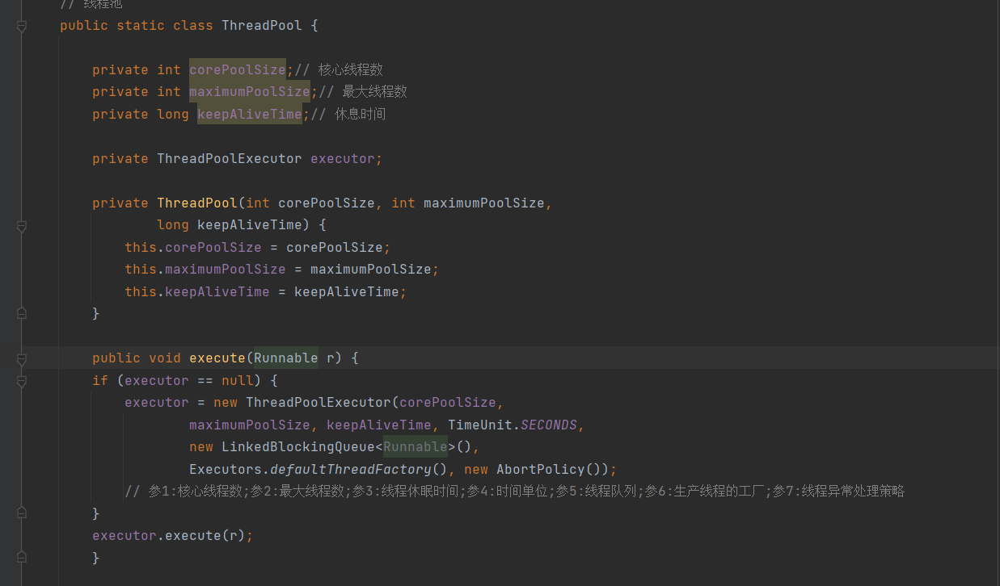 // 线程池
public static class ThreadPool {
private int corePoolSize;// 核心线程数
private int maximumPoolSize;// 最大线程数
private long keepAliveTime;// 休息时间
private ThreadPoolExecutor executor;
private ThreadPool(int corePoolSize, int maximumPoolSize,
long keepAliveTime) {
this.corePoolSize = corePoolSize;
this.maximumPoolSize = maximumPoolSize;
this.keepAliveTime = keepAliveTime;
}
public void execute(Runnable r) {
if (executor == null) {
executor = new ThreadPoolExecutor(corePoolSize,
maximumPoolSize, keepAliveTime, TimeUnit.SECONDS,
new LinkedBlockingQueue<Runnable>(),
Executors.defaultThreadFactory(), new AbortPolicy());
// 参1:核心线程数;参2:最大线程数;参3:线程休眠时间;参4:时间单位;参5:线程队列;参6:生产线程的工厂;参7:线程异常处理策略
}
executor.execute(r);
}